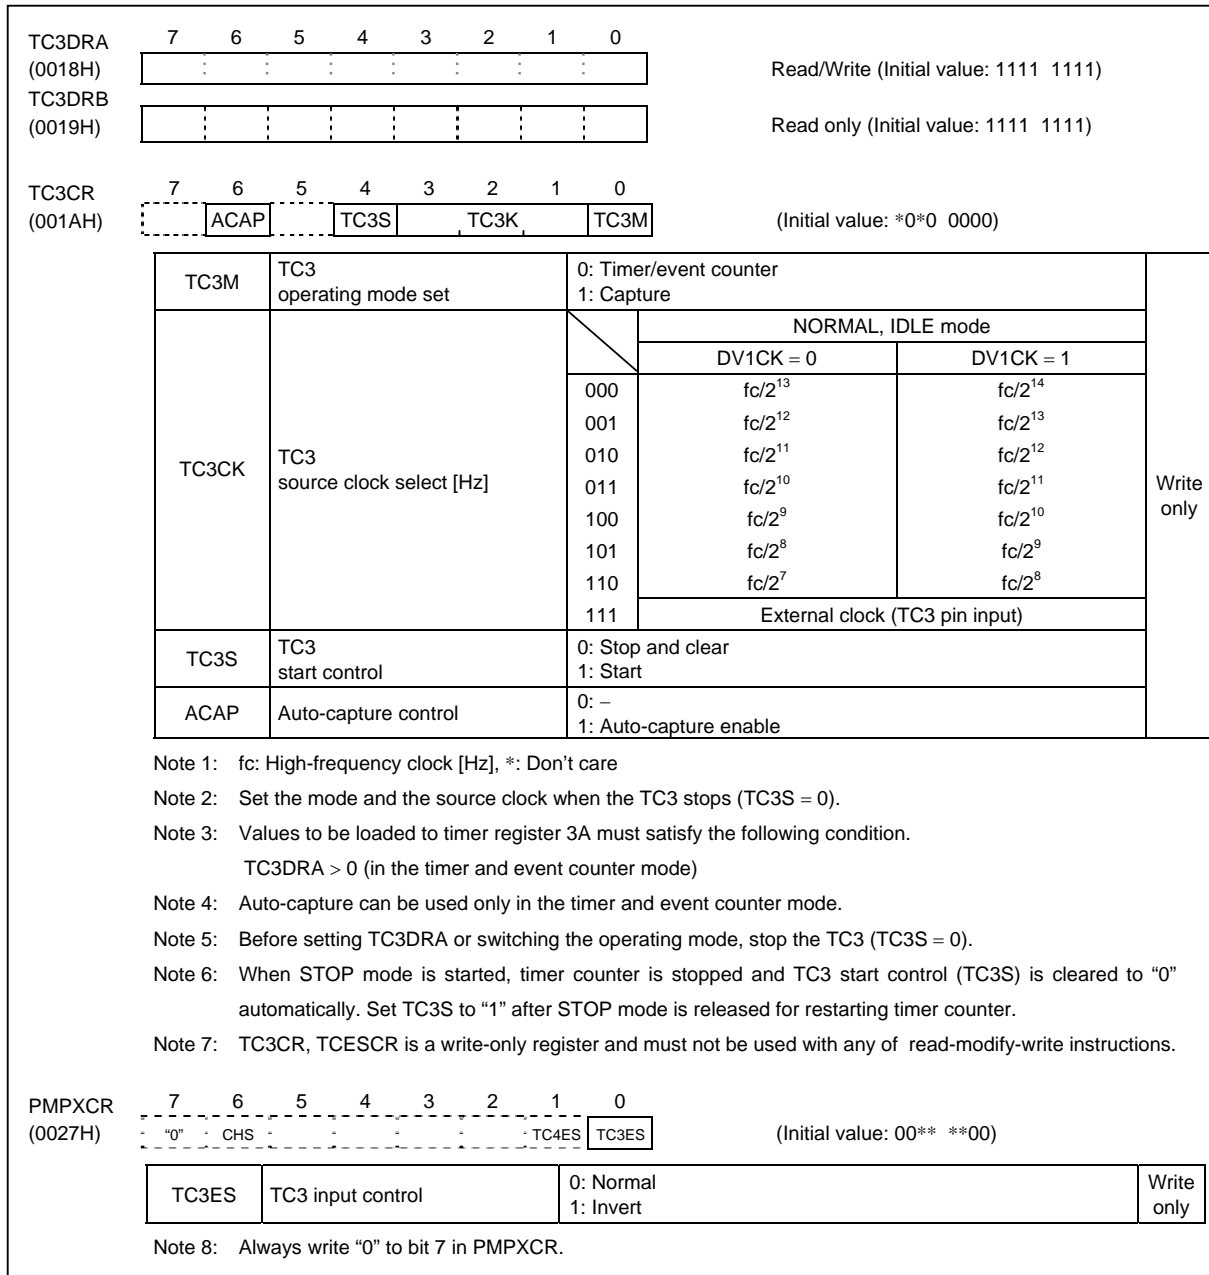 TC3DRA 7 6 5 4 3 2 1 0
(0018H) Read/Write (Initial value: 1111 1111)
TC3DRB
(0019H) Read only (Initial value: 1111 1111)
TC3CR 7 6 5 4 3 2 1 0
(001AH) ACAP TC3S TC3K TC3M (Initial value: *0*0 0000)
TC3M TC3 operating mode set 0: Timer/event counter
1: Capture
TC3CK TC3 source clock select [Hz] NORMAL, IDLE mode
DV1CK = 0 DV1CK = 1
000 fc/2^13 fc/2^14
001 fc/2^12 fc/2^13
010 fc/2^11 fc/2^12
011 fc/2^10 fc/2^11
100 fc/2^9 fc/2^10
101 fc/2^8 fc/2^9
110 fc/2^7 fc/2^8
111 External clock (TC3 pin input)
TC3S TC3 start control 0: Stop and clear
1: Start
ACAP Auto-capture control 0: –
1: Auto-capture enable
Write only
Note 1: fc: High-frequency clock [Hz], *: Don't care
Note 2: Set the mode and the source clock when the TC3 stops (TC3S = 0).
Note 3: Values to be loaded to timer register 3A must satisfy the following condition.
TC3DRA > 0 (in the timer and event counter mode)
Note 4: Auto-capture can be used only in the timer and event counter mode.
Note 5: Before setting TC3DRA or switching the operating mode, stop the TC3 (TC3S = 0).
Note 6: When STOP mode is started, timer counter is stopped and TC3 start control (TC3S) is cleared to “0”
automatically. Set TC3S to “1” after STOP mode is released for restarting timer counter.
Note 7: TC3CR, TCESCR is a write-only register and must not be used with any of read-modify-write instructions.
PMPXCR 7 6 5 4 3 2 1 0
(0027H) “0” CHS TC4ES TC3ES (Initial value: 00** **00)
TC3ES TC3 input control 0: Normal
1: Invert
Write only
Note 8: Always write “0” to bit 7 in PMPXCR.